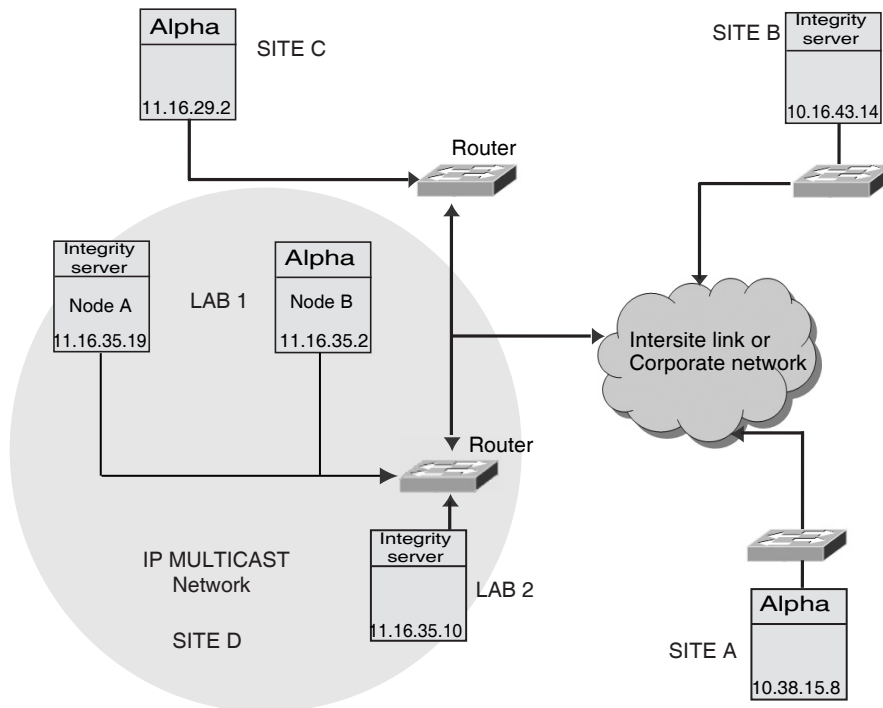 Alpha
11.16.29.2
SITE C
SITE B
Integrity
server
10.16.43.14
Router
Integrity
server
Node A
11.16.35.19
LAB 1
Alpha
Node B
11.16.35.2
Intersite link or
Corporate network
Router
IP MULTICAST
Network
SITE D
Integrity
server
11.16.35.10
LAB 2
SITE A
Alpha
10.38.15.8